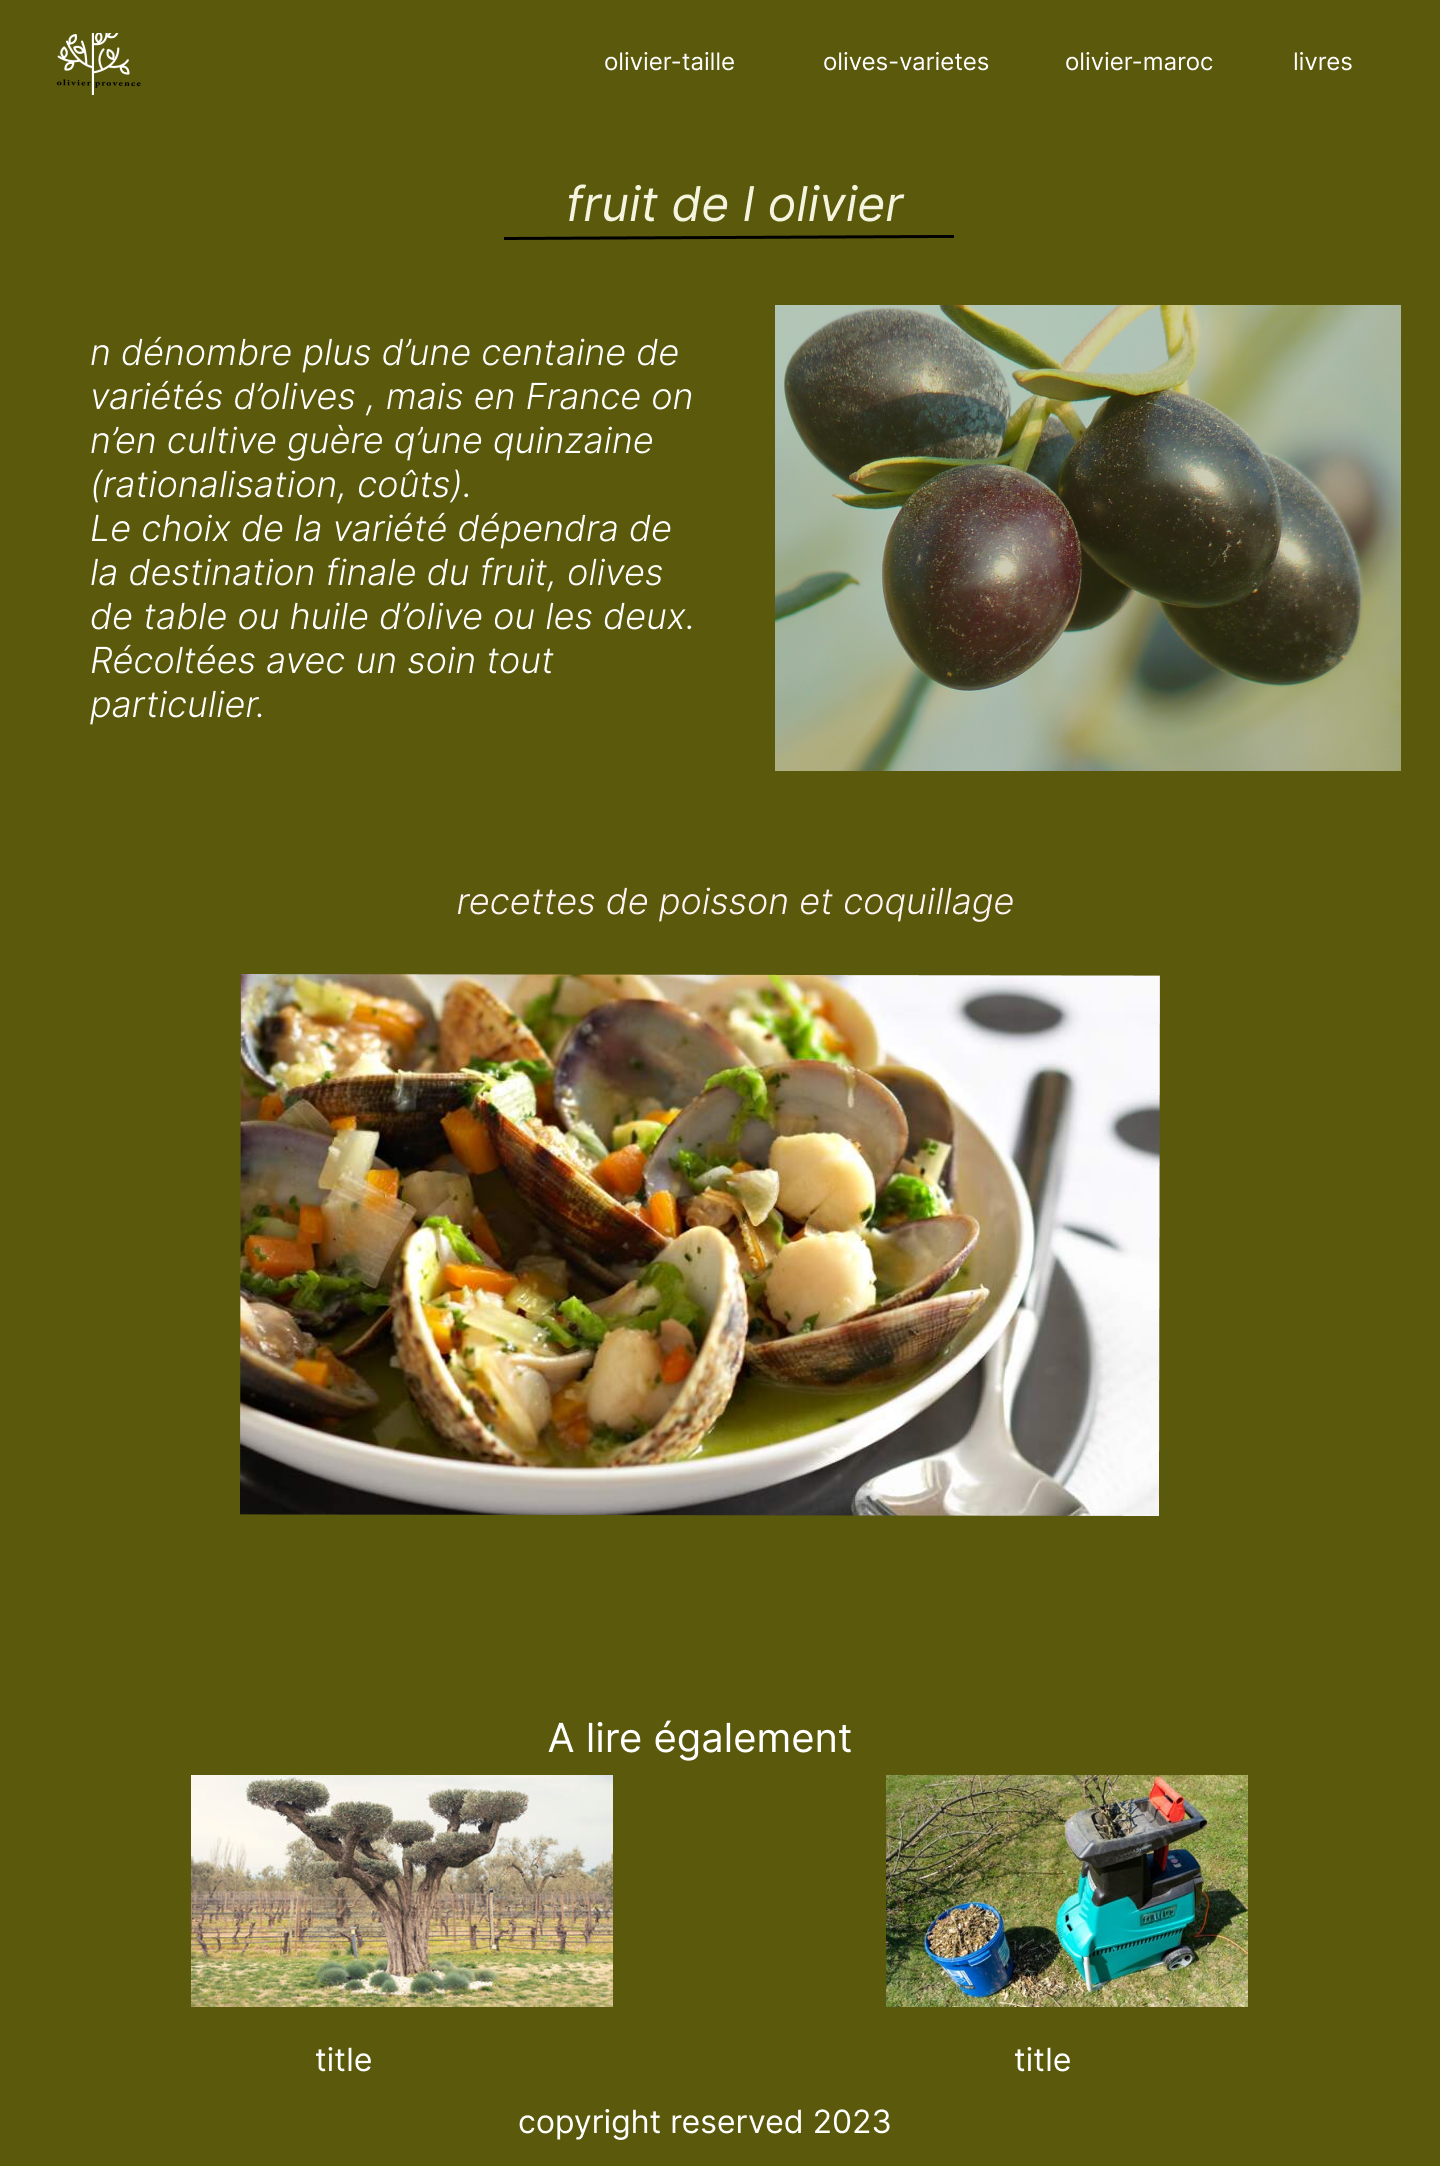 olivier provence
olivier-taille
olives-varietes
olivier-maroc
livres
fruit de l olivier
n dénombre plus d’une centaine de
variétés d’olives , mais en France on
n’en cultive guère q’une quinzaine
(rationalisation, coûts).
Le choix de la variété dépendra de
la destination finale du fruit, olives
de table ou huile d’olive ou les deux.
Récoltées avec un soin tout
particulier.
recettes de poisson et coquillage
A lire également
title
title
copyright reserved 2023